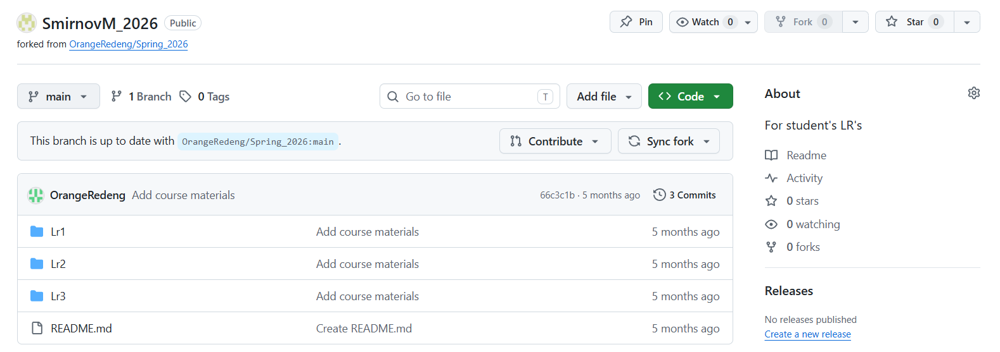 SmirnovM_2026 Public
Pin Watch 0 Fork 0 Star 0
forked from OrangeRedeng/Spring_2026
main 1 Branch 0 Tags Go to file T Add file Code
This branch is up to date with OrangeRedeng/Spring_2026:main. Contribute Sync fork
OrangeRedeng Add course materials 66c3c1b · 5 months ago 3 Commits
Lr1 Add course materials 5 months ago
Lr2 Add course materials 5 months ago
Lr3 Add course materials 5 months ago
README.md Create README.md 5 months ago
About
For student's LR's
Readme
Activity
0 stars
0 watching
0 forks
Releases
No releases published
Create a new release